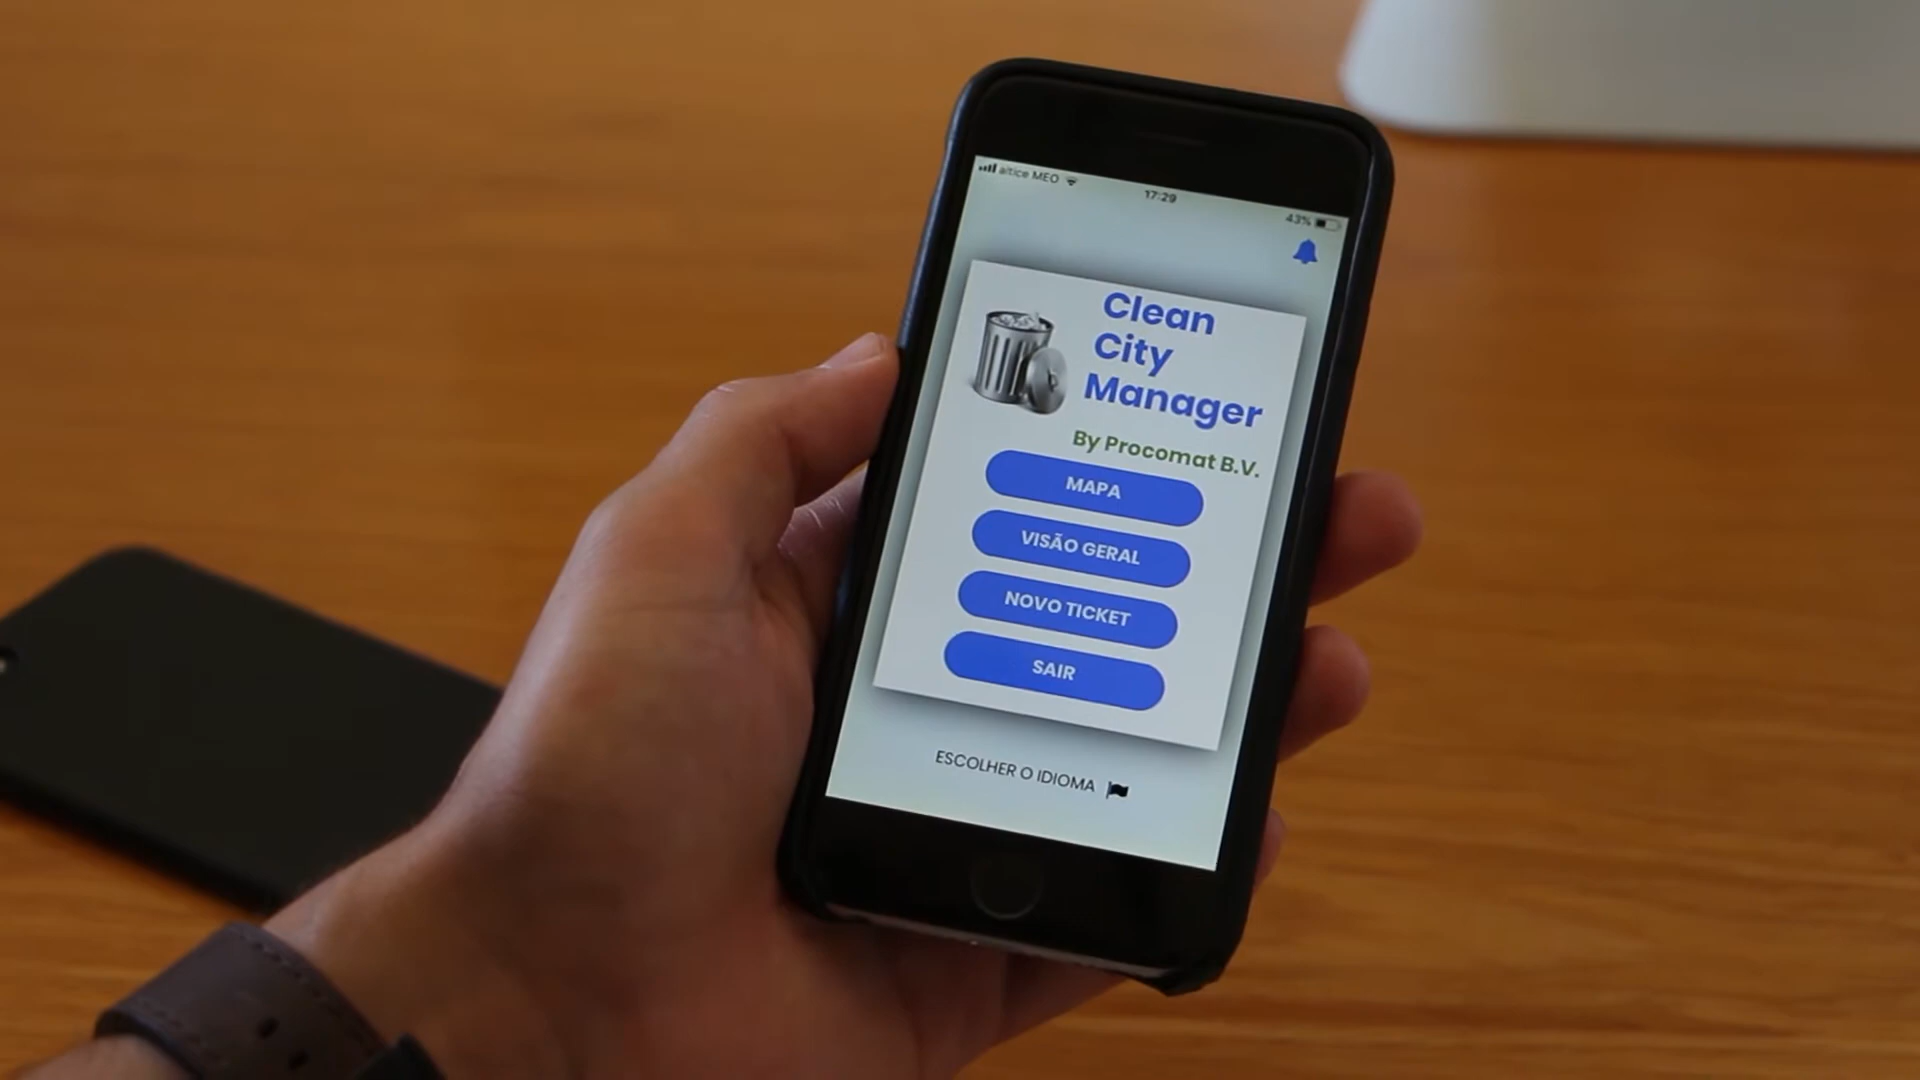 altice MEO
17:29
43%
Clean
City
Manager
By Procomat B.V.
MAPA
VISÃO GERAL
NOVO TICKET
SAIR
ESCOLHER O IDIOMA